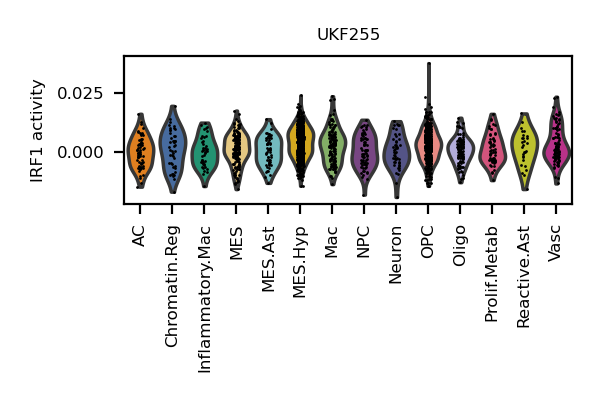 UKF255
IRF1 activity
0.025
0.000
AC
Chromatin.Reg
Inflammatory.Mac
MES
MES.Ast
MES.Hyp
Mac
NPC
Neuron
OPC
Oligo
Prolif.Metab
Reactive.Ast
Vasc